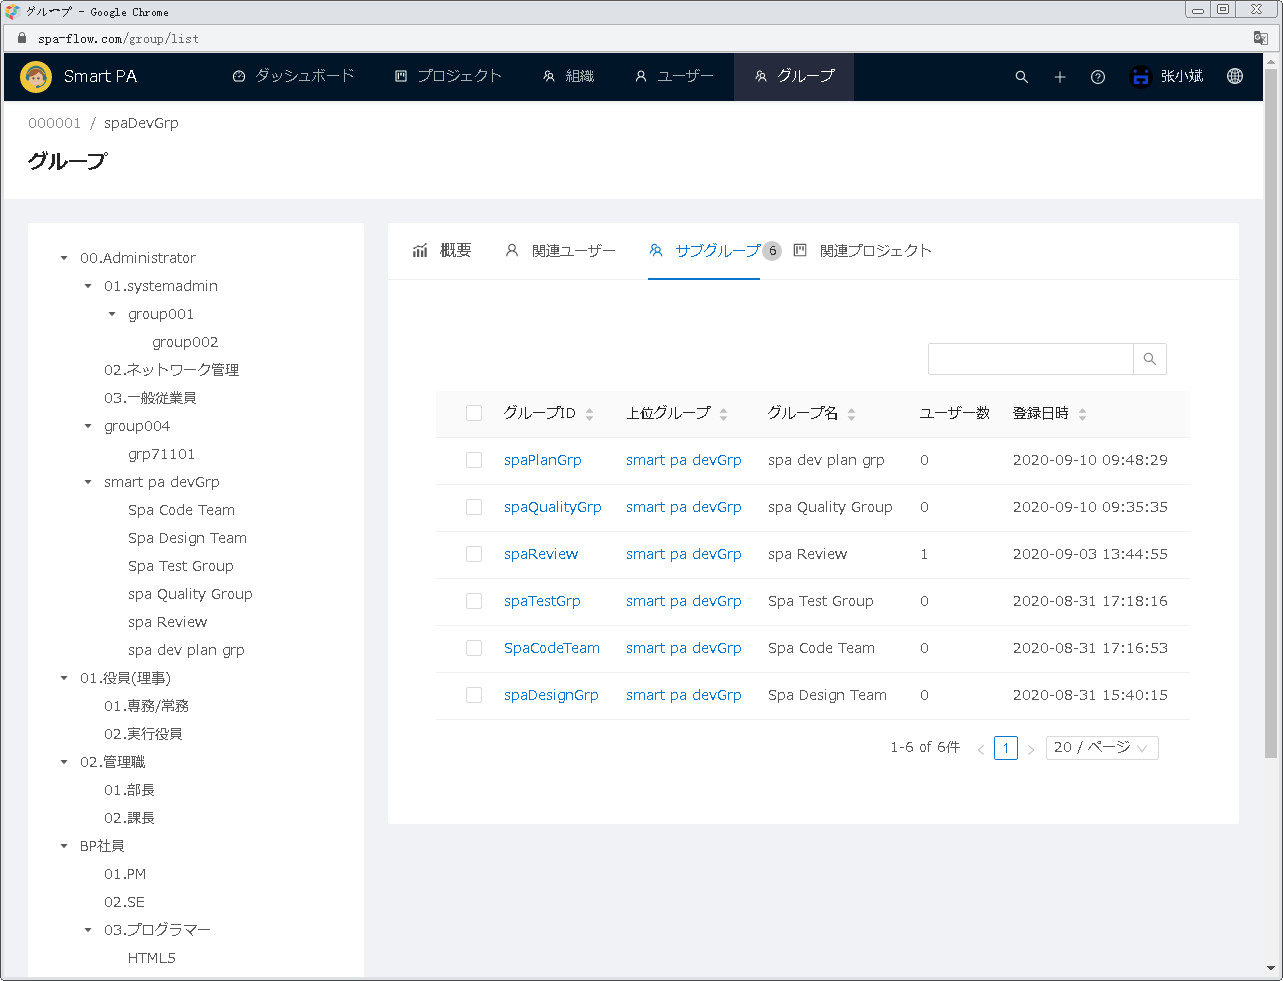 グループ - Google Chrome
spa-flow.com/group/list
Smart PA ダッシュボード プロジェクト 組織 ユーザー グループ 张小斌
000001 / spaDevGrp
グループ
概要 関連ユーザー サブグループ 6 関連プロジェクト
00.Administrator
01.systemadmin
group001
group002
02.ネットワーク管理
03.一般従業員
group004
grp71101
smart pa devGrp
Spa Code Team
Spa Design Team
Spa Test Group
spa Quality Group
spa Review
spa dev plan grp
01.役員(理事)
01.専務/常務
02.実行役員
02.管理職
01.部長
02.課長
BP社員
01.PM
02.SE
03.プログラマー
HTML5
グループID 上位グループ グループ名 ユーザー数 登録日時
spaPlanGrp smart pa devGrp spa dev plan grp 0 2020-09-10 09:48:29
spaQualityGrp smart pa devGrp spa Quality Group 0 2020-09-10 09:35:35
spaReview smart pa devGrp spa Review 1 2020-09-03 13:44:55
spaTestGrp smart pa devGrp Spa Test Group 0 2020-08-31 17:18:16
SpaCodeTeam smart pa devGrp Spa Code Team 0 2020-08-31 17:16:53
spaDesignGrp smart pa devGrp Spa Design Team 0 2020-08-31 15:40:15
1-6 of 6件 < 1 > 20 / ページ